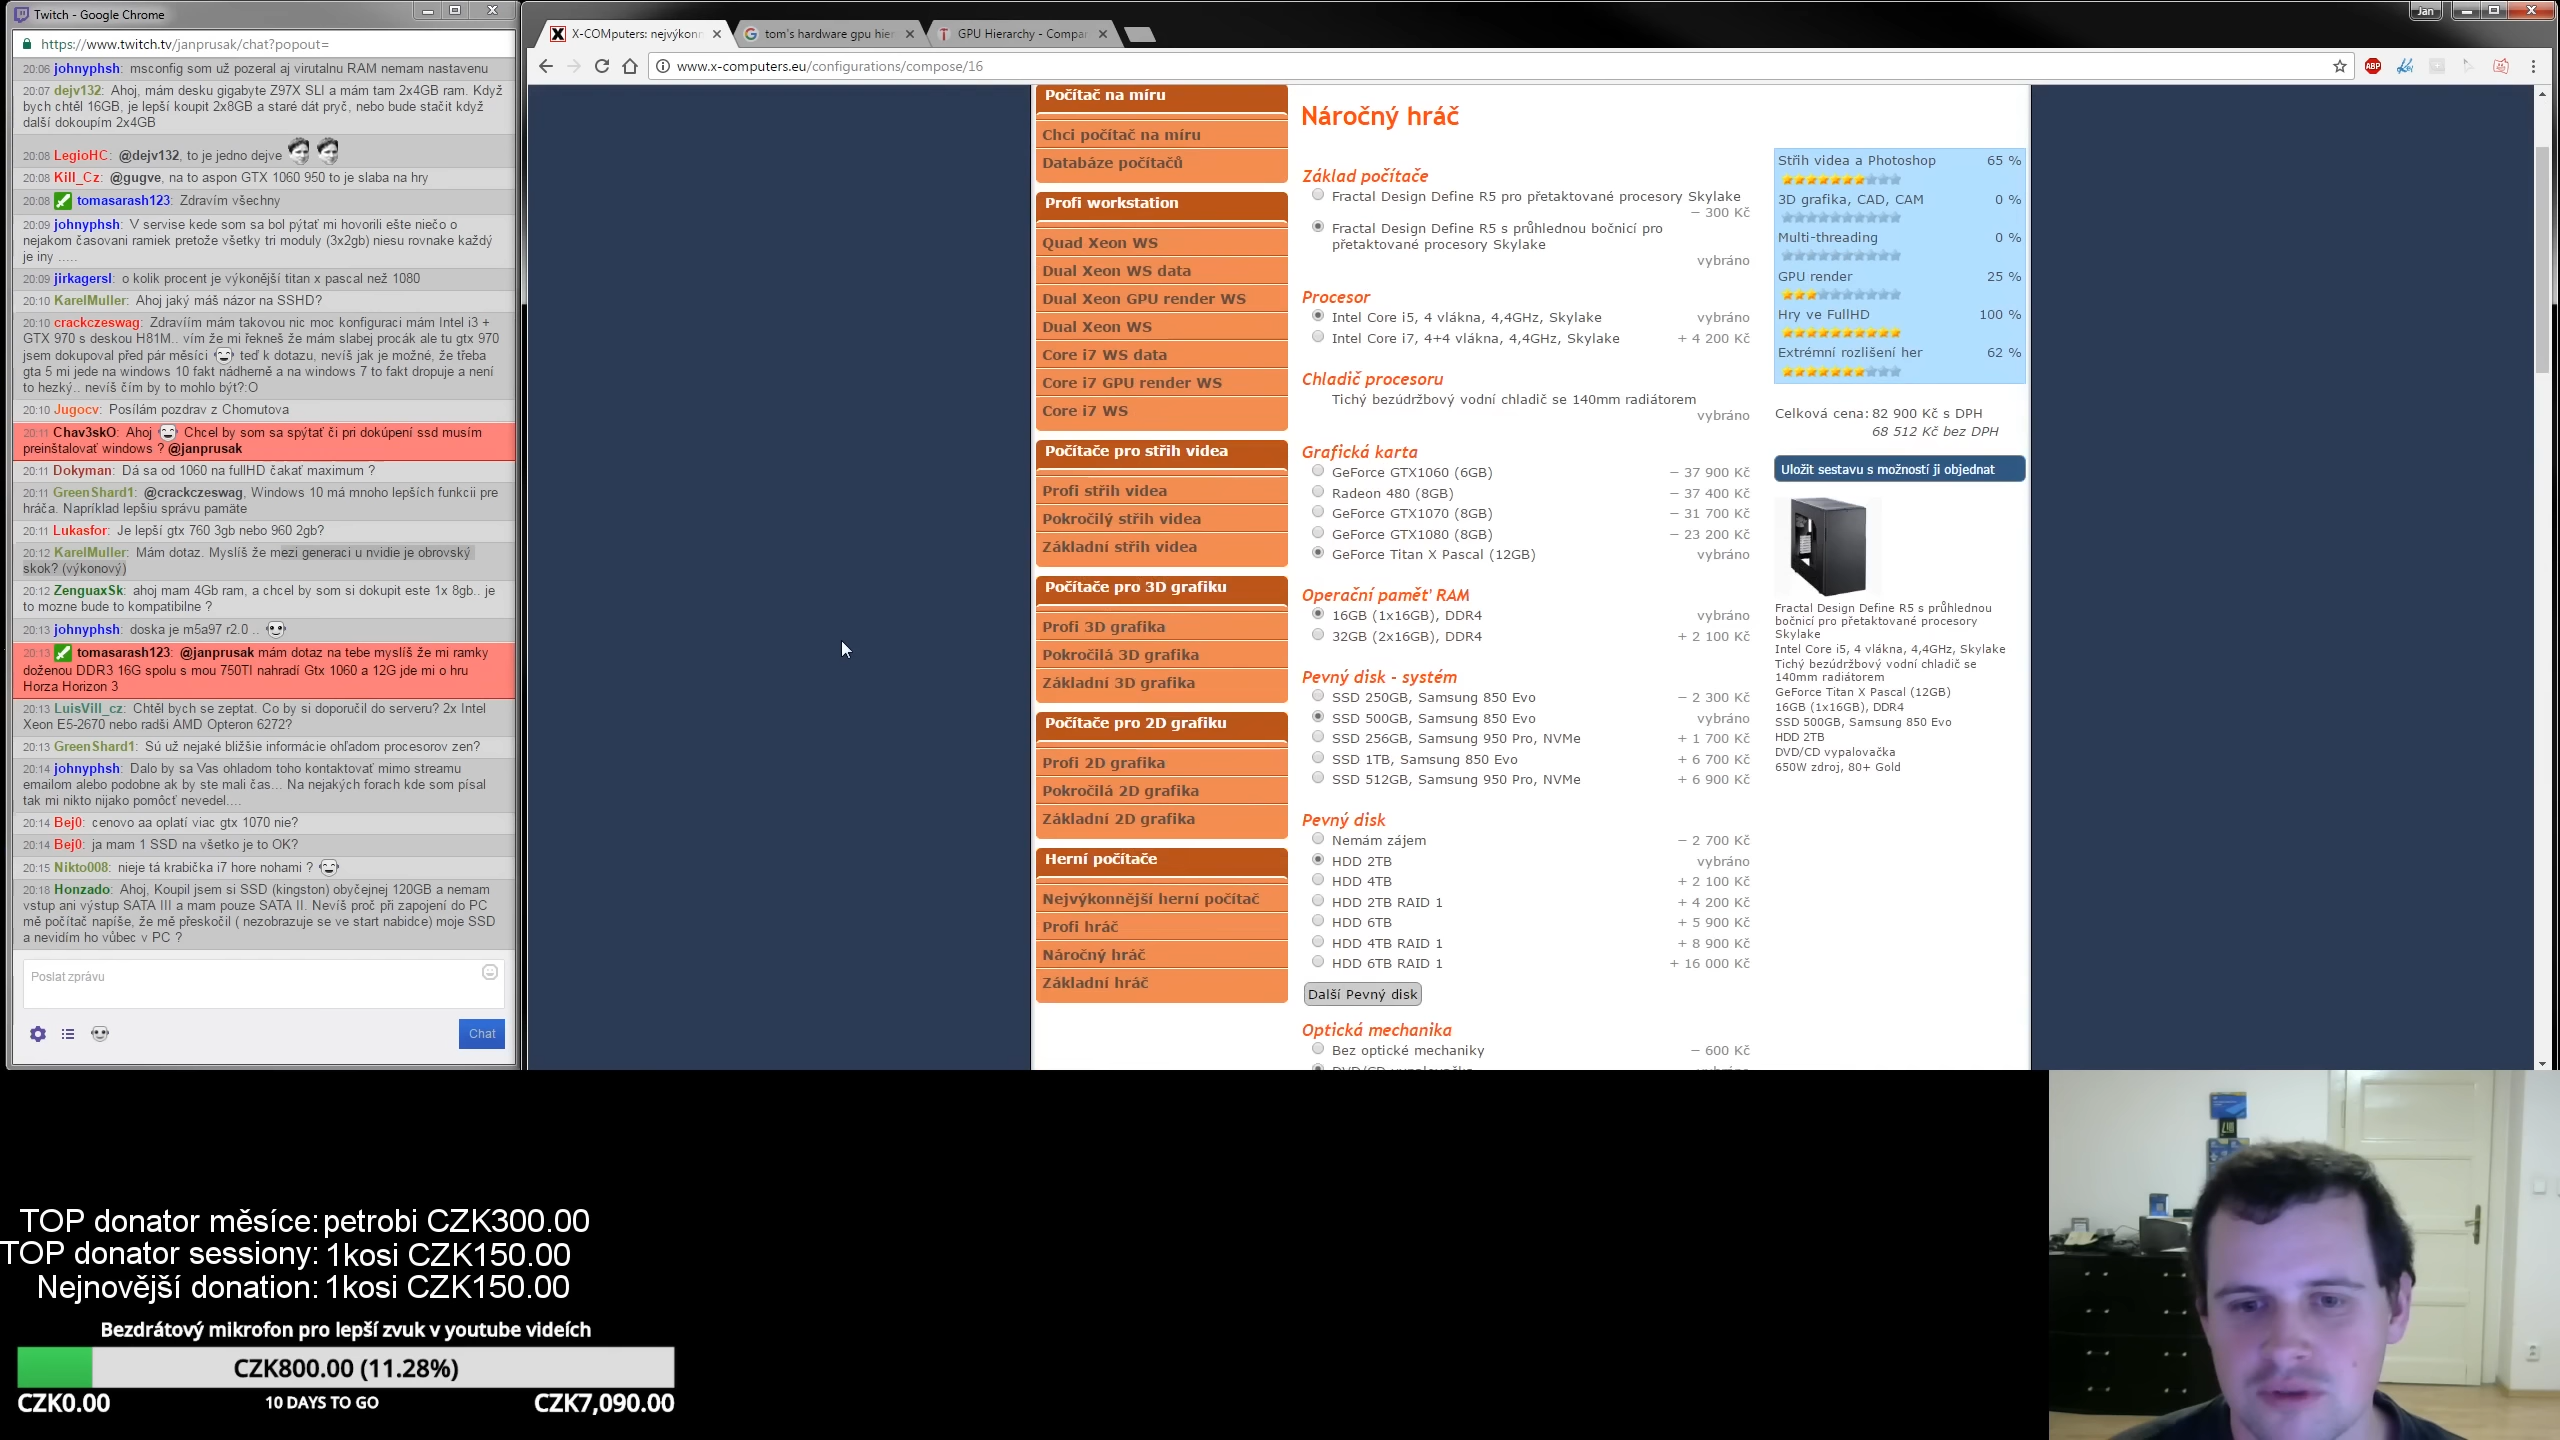 Twitch - Google Chrome
https://www.twitch.tv/janprusak/chat?popout=
20:06 johnyphsh: msconfig som už pozeral aj virutalnu RAM nemam nastavenu
20:07 dejv132: Ahoj, mám desku gigabyte Z97X SLI a mám tam 2x4GB ram. Když
bych chtěl 16GB, je lepší koupit 2x8GB a staré dát pryč, nebo bude stačit když
další dokoupím 2x4GB
20:08 LegioHC: @dejv132, to je jedno dejve
20:08 Kill_Cz: @gugve, na to aspon GTX 1060 950 to je slaba na hry
20:08 tomasarash123: Zdravím všechny
20:09 johnyphsh: V servise kede som sa bol pýtať mi hovorili ešte niečo o
nejakom časovani ramiek pretože všetky tri moduly (3x2gb) niesu rovnake každý
je iny .....
20:09 jirkagersl: o kolik procent je výkonější titan x pascal než 1080
20:10 KarelMuller: Ahoj jaký máš názor na SSHD?
20:10 crackczeswag: Zdravíím mám takovou nic moc konfiguraci mám Intel i3 +
GTX 970 s deskou H81M.. vím že mi řekneš že mám slabej procák ale tu gtx 970
jsem dokupoval před pár měsíci teď k dotazu, nevíš jak je možné, že třeba
gta 5 mi jede na windows 10 fakt nádherně a na windows 7 to fakt dropuje a není
to hezký.. nevíš čím by to mohlo být?:O
20:10 Jugocv: Posílám pozdrav z Chomutova
20:11 Chav3skO: Ahoj Chcel by som sa spýtať či pri dokúpení ssd musím
preinštalovať windows ? @janprusak
20:11 Dokyman: Dá sa od 1060 na fullHD čakať maximum ?
20:11 GreenShard1: @crackczeswag, Windows 10 má mnoho lepších funkcii pre
hráča. Napríklad lepšiu správu pamäte
20:11 Lukasfor: Je lepší gtx 760 3gb nebo 960 2gb?
20:12 KarelMuller: Mám dotaz. Myslíš že mezi generaci u nvidie je obrovský
skok? (výkonový)
20:12 ZenguaxSk: ahoj mam 4Gb ram, a chcel by som si dokupit este 1x 8gb.. je
to mozne bude to kompatibilne ?
20:13 johnyphsh: doska je m5a97 r2.0 ..
20:13 tomasarash123: @janprusak mám dotaz na tebe myslíš že mi ramky
doženou DDR3 16G spolu s mou 750TI nahradí Gtx 1060 a 12G jde mi o hru
Horza Horizon 3
20:13 LuisVill_cz: Chtěl bych se zeptat. Co by si doporučil do serveru? 2x Intel
Xeon E5-2670 nebo radši AMD Opteron 6272?
20:13 GreenShard1: Sú už nejaké bližšie informácie ohľadom procesorov zen?
20:14 johnyphsh: Dalo by sa Vas ohladom toho kontaktovať mimo streamu
emailom alebo podobne ak by ste mali čas... Na nejakých forach kde som písal
tak mi nikto nijako pomôcť nevedel....
20:14 Bej0: cenovo aa oplatí viac gtx 1070 nie?
20:14 Bej0: ja mam 1 SSD na všetko je to OK?
20:15 Nikto008: nieje tá krabička i7 hore nohami ?
20:18 Honzado: Ahoj, Koupil jsem si SSD (kingston) obyčejnej 120GB a nemam
vstup ani výstup SATA III a mam pouze SATA II. Nevíš proč při zapojení do PC
mě počítač napíše, že mě přeskočil ( nezobrazuje se ve start nabidce) moje SSD
a nevidím ho vůbec v PC ?
Poslat zprávu
Chat
X-COMputers: nejvýkonn
tom's hardware gpu hier
GPU Hierarchy - Compar
Jan
www.x-computers.eu/configurations/compose/16
ABP
Počítač na míru
Chci počítač na míru
Databáze počítačů
Profi workstation
Quad Xeon WS
Dual Xeon WS data
Dual Xeon GPU render WS
Dual Xeon WS
Core i7 WS data
Core i7 GPU render WS
Core i7 WS
Počítače pro střih videa
Profi střih videa
Pokročilý střih videa
Základní střih videa
Počítače pro 3D grafiku
Profi 3D grafika
Pokročilá 3D grafika
Základní 3D grafika
Počítače pro 2D grafiku
Profi 2D grafika
Pokročilá 2D grafika
Základní 2D grafika
Herní počítače
Nejvýkonnější herní počítač
Profi hráč
Náročný hráč
Základní hráč
Náročný hráč
Základ počítače
Fractal Design Define R5 pro přetaktované procesory Skylake
− 300 Kč
Fractal Design Define R5 s průhlednou bočnicí pro
přetaktované procesory Skylake
vybráno
Procesor
Intel Core i5, 4 vlákna, 4,4GHz, Skylake vybráno
Intel Core i7, 4+4 vlákna, 4,4GHz, Skylake + 4 200 Kč
Chladič procesoru
Tichý bezúdržbový vodní chladič se 140mm radiátorem
vybráno
Grafická karta
GeForce GTX1060 (6GB) − 37 900 Kč
Radeon 480 (8GB) − 37 400 Kč
GeForce GTX1070 (8GB) − 31 700 Kč
GeForce GTX1080 (8GB) − 23 200 Kč
GeForce Titan X Pascal (12GB) vybráno
Operační paměť RAM
16GB (1x16GB), DDR4 vybráno
32GB (2x16GB), DDR4 + 2 100 Kč
Pevný disk - systém
SSD 250GB, Samsung 850 Evo − 2 300 Kč
SSD 500GB, Samsung 850 Evo vybráno
SSD 256GB, Samsung 950 Pro, NVMe + 1 700 Kč
SSD 1TB, Samsung 850 Evo + 6 700 Kč
SSD 512GB, Samsung 950 Pro, NVMe + 6 900 Kč
Pevný disk
Nemám zájem − 2 700 Kč
HDD 2TB vybráno
HDD 4TB + 2 100 Kč
HDD 2TB RAID 1 + 4 200 Kč
HDD 6TB + 5 900 Kč
HDD 4TB RAID 1 + 8 900 Kč
HDD 6TB RAID 1 + 16 000 Kč
Další Pevný disk
Optická mechanika
Bez optické mechaniky − 600 Kč
Střih videa a Photoshop 65 %
3D grafika, CAD, CAM 0 %
Multi-threading 0 %
GPU render 25 %
Hry ve FullHD 100 %
Extrémní rozlišení her 62 %
Celková cena: 82 900 Kč s DPH
68 512 Kč bez DPH
Uložit sestavu s možností ji objednat
Fractal Design Define R5 s průhlednou
bočnicí pro přetaktované procesory
Skylake
Intel Core i5, 4 vlákna, 4,4GHz, Skylake
Tichý bezúdržbový vodní chladič se
140mm radiátorem
GeForce Titan X Pascal (12GB)
16GB (1x16GB), DDR4
SSD 500GB, Samsung 850 Evo
HDD 2TB
DVD/CD vypalovačka
650W zdroj, 80+ Gold
TOP donator měsíce: petrobi CZK300.00
TOP donator sessiony: 1kosi CZK150.00
Nejnovější donation: 1kosi CZK150.00
Bezdrátový mikrofon pro lepší zvuk v youtube videích
CZK800.00 (11.28%)
CZK0.00 10 DAYS TO GO CZK7,090.00